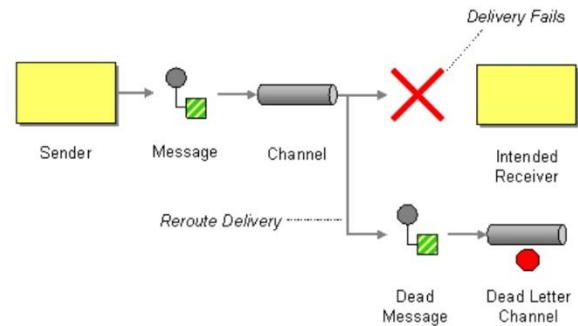 Delivery Fails
Sender
Message
Channel
Intended
Receiver
Reroute Delivery
Dead
Message
Dead Letter
Channel